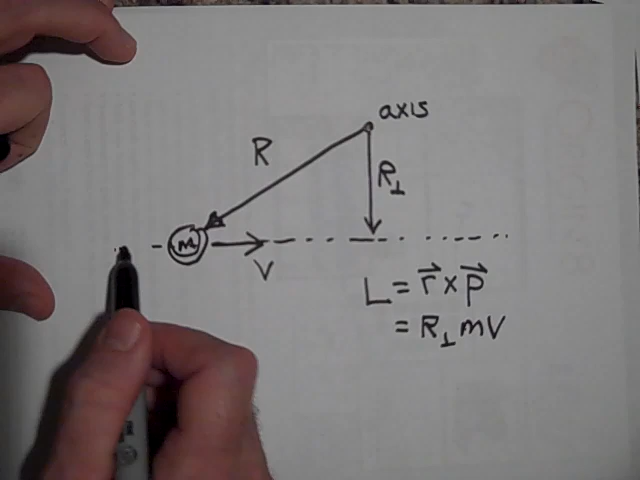 axis
R
R⊥
m
V
L = r⃗ x p⃗
= R⊥ mV